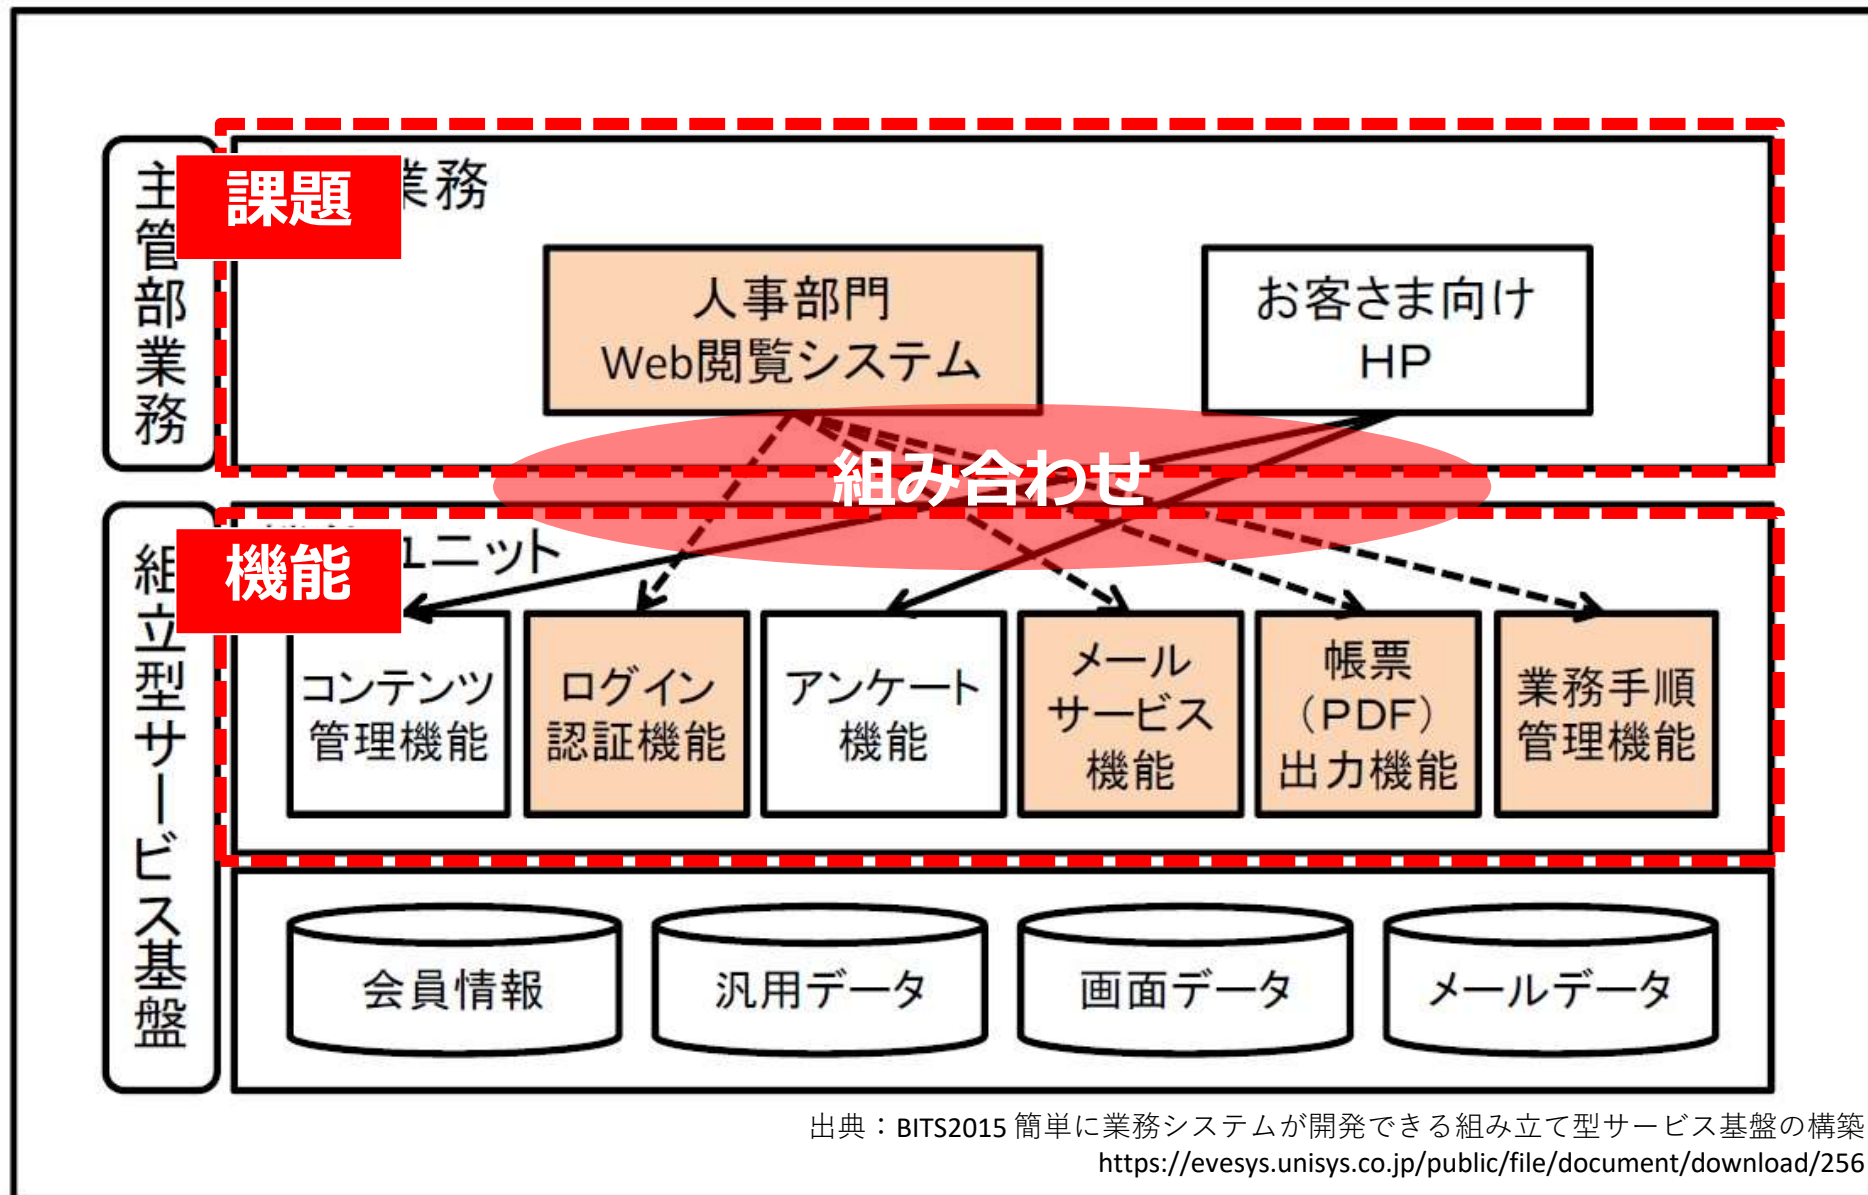 主管部業務
課題
業務
人事部門
Web閲覧システム
お客さま向け
HP
組み合わせ
組立型サービス基盤
機能
ユニット
コンテンツ
管理機能
ログイン
認証機能
アンケート
機能
メール
サービス
機能
帳票
(PDF)
出力機能
業務手順
管理機能
会員情報
汎用データ
画面データ
メールデータ
出典：BITS2015 簡単に業務システムが開発できる組み立て型サービス基盤の構築
https://evesys.unisys.co.jp/public/file/document/download/256